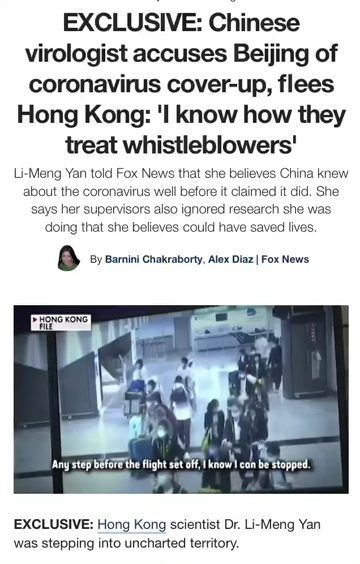 EXCLUSIVE: Chinese
virologist accuses Beijing of
coronavirus cover-up, flees
Hong Kong: 'I know how they
treat whistleblowers'
Li-Meng Yan told Fox News that she believes China knew
about the coronavirus well before it claimed it did. She
says her supervisors also ignored research she was
doing that she believes could have saved lives.
By Barnini Chakraborty, Alex Diaz | Fox News
HONG KONG
FILE
Any step before the flight set off, I know I can be stopped.
EXCLUSIVE: Hong Kong scientist Dr. Li-Meng Yan
was stepping into uncharted territory.